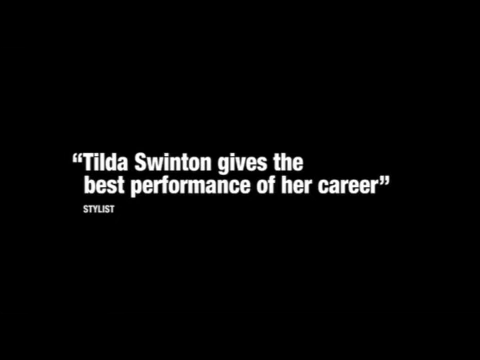 “Tilda Swinton gives the
best performance of her career”
STYLIST